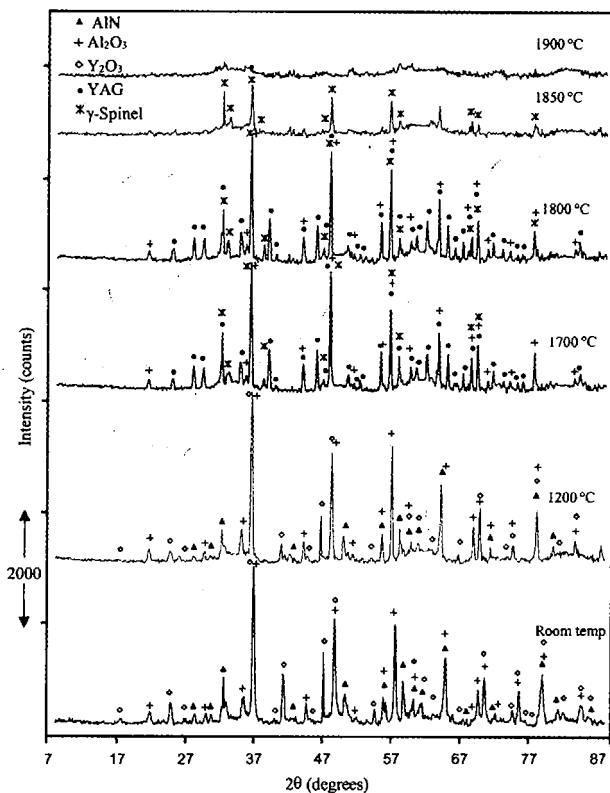 AlN
Al₂O₃
Y₂O₃
YAG
γ-Spinel
1900 °C
1850 °C
1800 °C
1700 °C
1200 °C
Room temp
Intensity (counts)
2000
7 17 27 37 47 57 67 77 87
2θ (degrees)